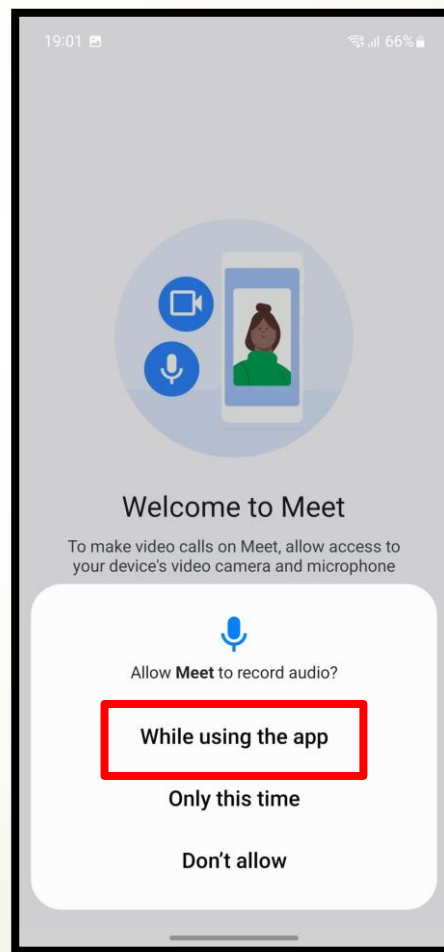 19:01 66%
Welcome to Meet
To make video calls on Meet, allow access to
your device's video camera and microphone
Allow Meet to record audio?
While using the app
Only this time
Don't allow